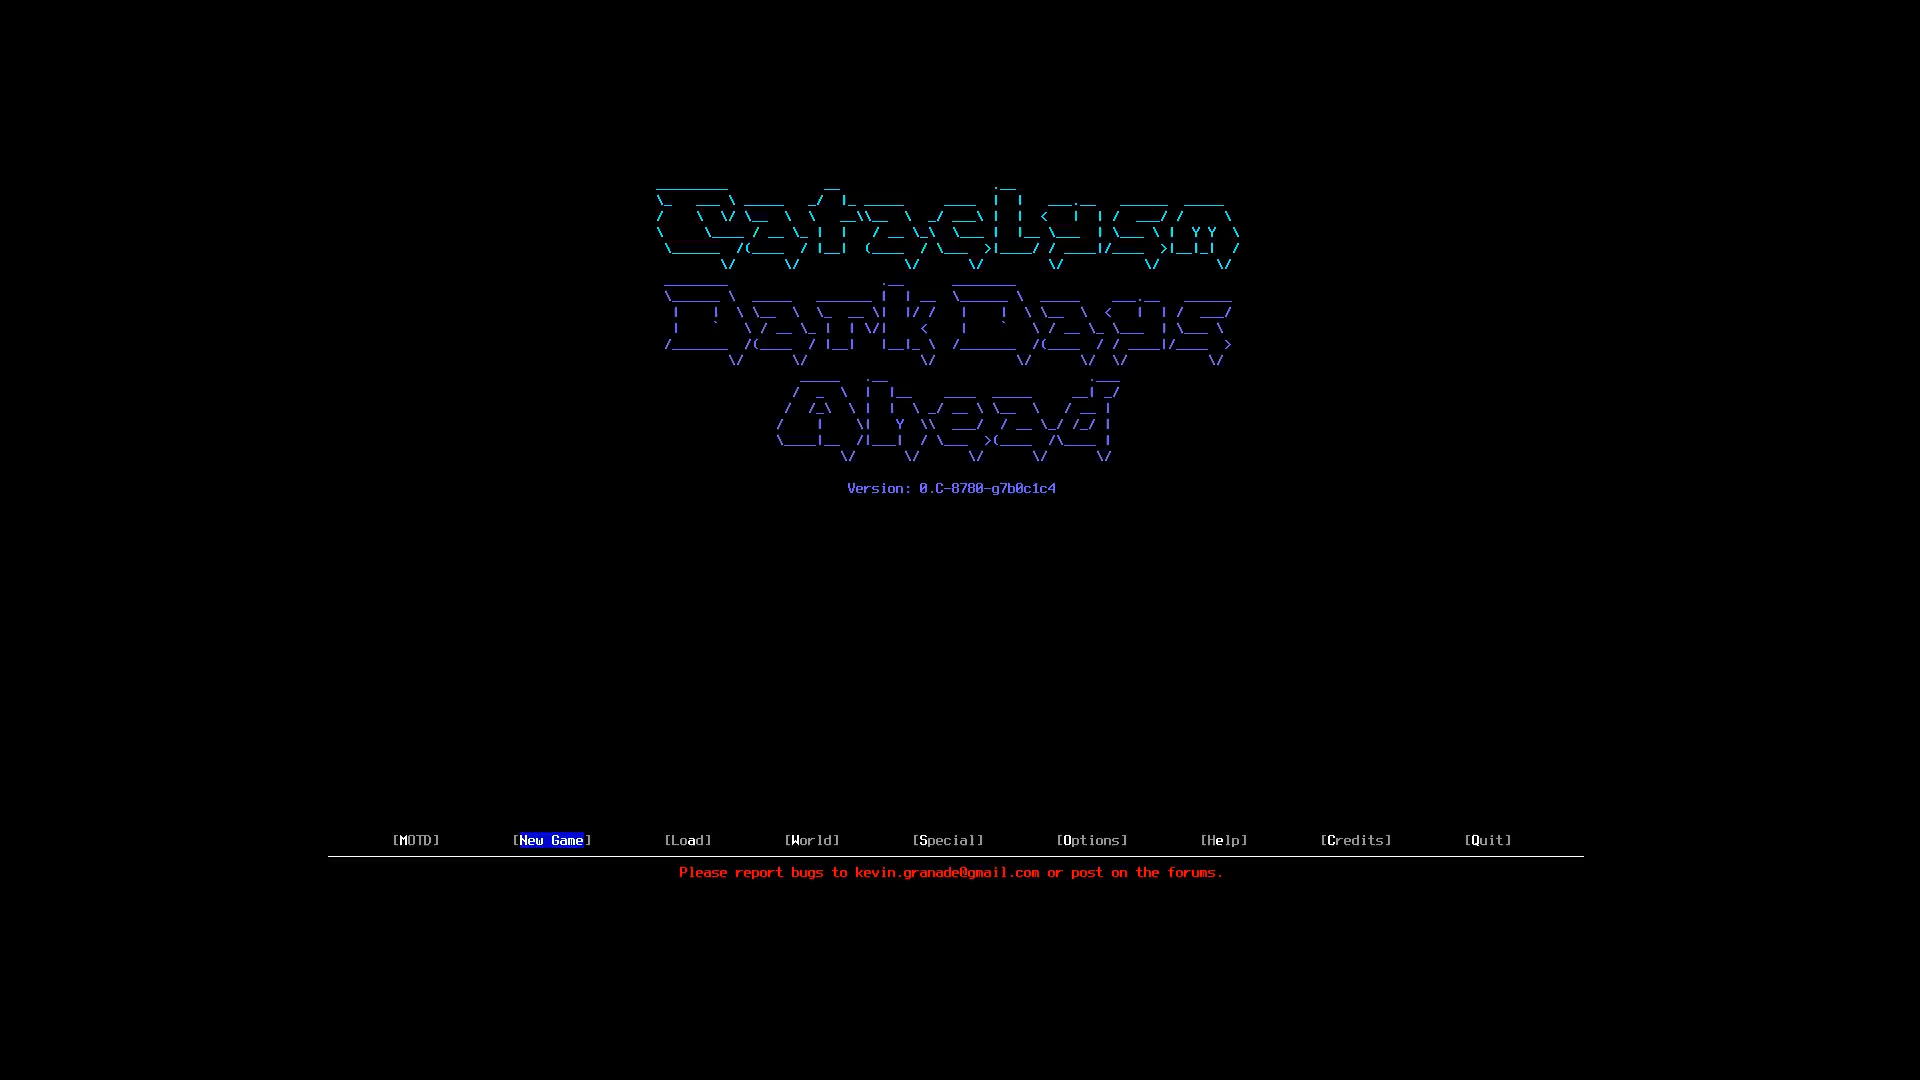 Cataclysm
Dark Days
Ahead
Version: 0.C-8780-g7b0c1c4
[MOTD] [New Game] [Load] [World] [Special] [Options] [Help] [Credits] [Quit]
Please report bugs to kevin.granade@gmail.com or post on the forums.